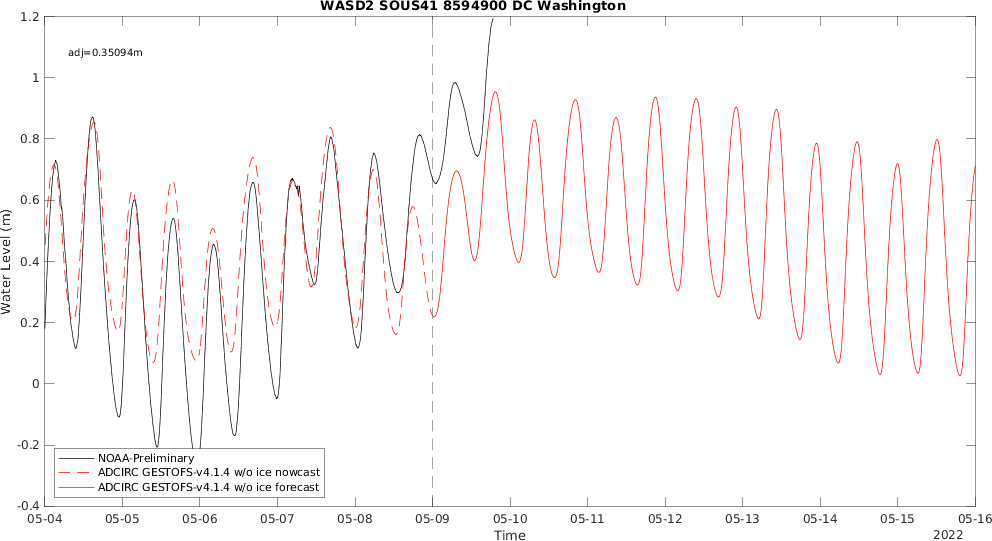 WASD2 SOUS41 8594900 DC Washington
adj=0.35094m
1.2
1
0.8
0.6
0.4
0.2
0
-0.2
-0.4
Water Level (m)
NOAA-Preliminary
ADCIRC GESTOFS-v4.1.4 w/o ice nowcast
ADCIRC GESTOFS-v4.1.4 w/o ice forecast
05-04 05-05 05-06 05-07 05-08 05-09 05-10 05-11 05-12 05-13 05-14 05-15 05-16
Time
2022